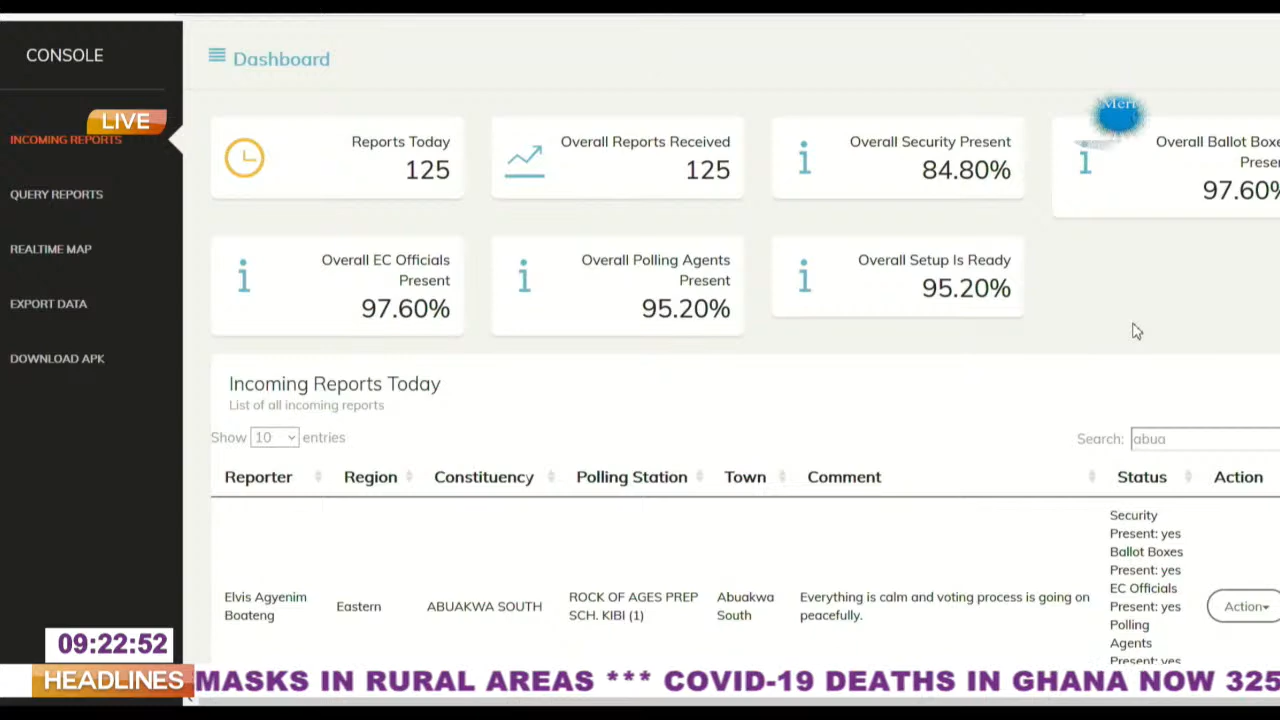 CONSOLE
Dashboard
LIVE
INCOMING REPORTS
QUERY REPORTS
REALTIME MAP
EXPORT DATA
DOWNLOAD APK
Reports Today
125
Overall Reports Received
125
Overall Security Present
84.80%
Overall Ballot Boxe
Prese
97.60%
Overall EC Officials
Present
97.60%
Overall Polling Agents
Present
95.20%
Overall Setup Is Ready
95.20%
Incoming Reports Today
List of all incoming reports
Show 10 entries
Search: abua
Reporter Region Constituency Polling Station Town Comment Status Action
Security
Present: yes
Ballot Boxes
Present: yes
EC Officials
Present: yes
Polling
Agents
Present: yes
Elvis Agyenim
Boateng
Eastern
ABUAKWA SOUTH
ROCK OF AGES PREP
SCH. KIBI (1)
Abuakwa
South
Everything is calm and voting process is going on
peacefully.
Action
09:22:52
HEADLINES
MASKS IN RURAL AREAS *** COVID-19 DEATHS IN GHANA NOW 325